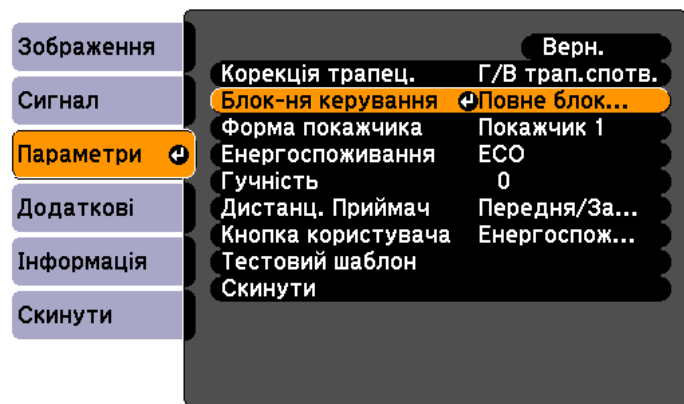 Зображення
Сигнал
Параметри
Додаткові
Інформація
Скинути
Верн.
Корекція трапец. Г/В трап.спотв.
Блок-ня керування Повне блок...
Форма покажчика Покажчик 1
Енергоспоживання ECO
Гучність 0
Дистанц. Приймач Передня/За...
Кнопка користувача Енергоспож...
Тестовий шаблон
Скинути